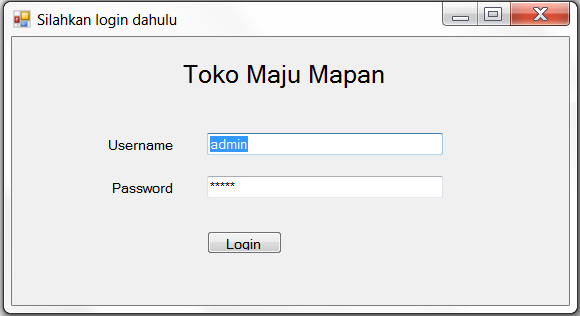 Silahkan login dahulu
Toko Maju Mapan
Username admin
Password *****
Login